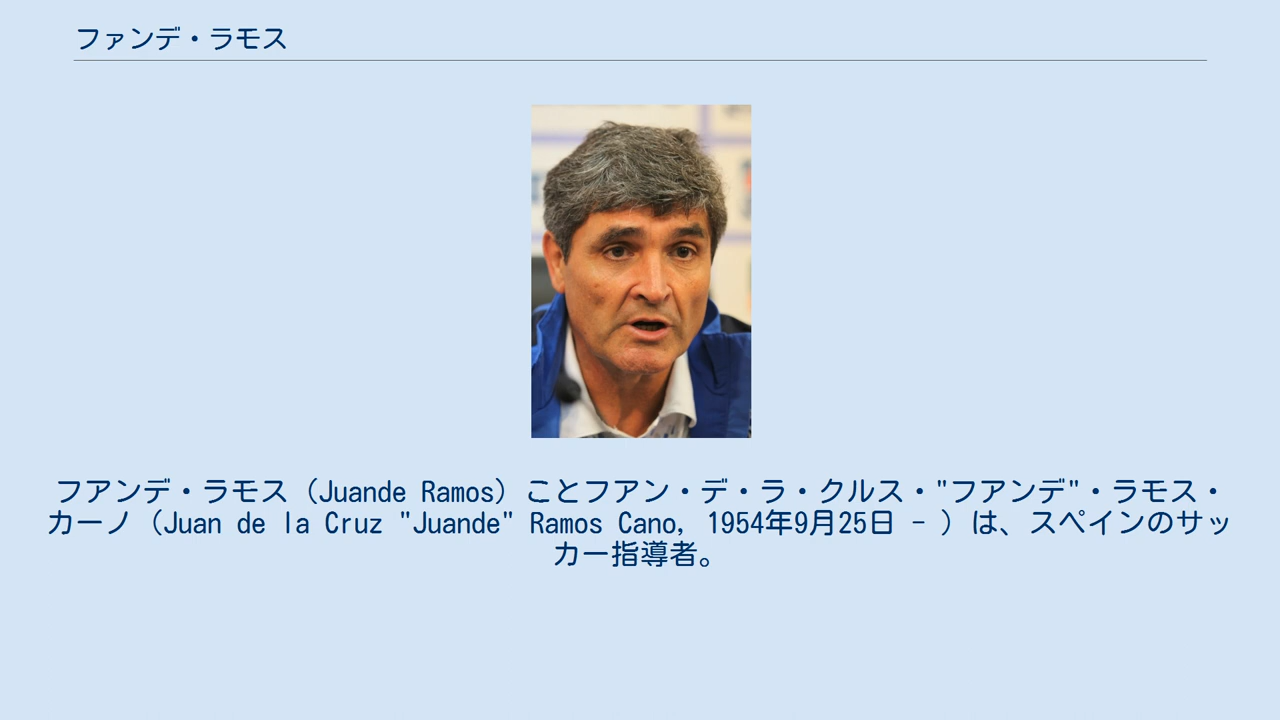 ファンデ・ラモス
フアンデ・ラモス（Juande Ramos）ことフアン・デ・ラ・クルス・"フアンデ"・ラモス・
カーノ（Juan de la Cruz "Juande" Ramos Cano, 1954年9月25日 - ）は、スペインのサッ
カー指導者。